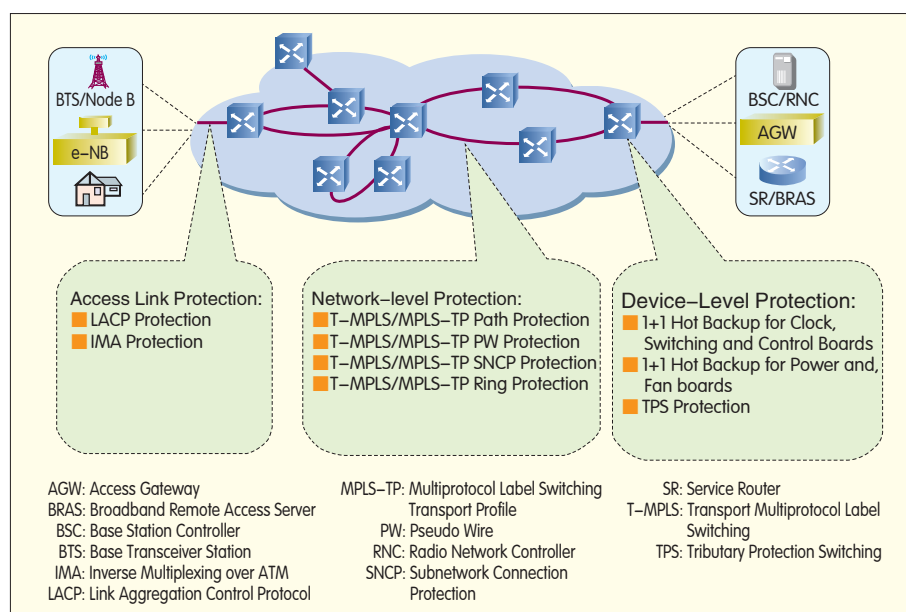 BTS/Node B
e-NB
BSC/RNC
AGW
SR/BRAS
Access Link Protection:
LACP Protection
IMA Protection
Network-level Protection:
T-MPLS/MPLS-TP Path Protection
T-MPLS/MPLS-TP PW Protection
T-MPLS/MPLS-TP SNCP Protection
T-MPLS/MPLS-TP Ring Protection
Device-Level Protection:
1+1 Hot Backup for Clock,
Switching and Control Boards
1+1 Hot Backup for Power and,
Fan boards
TPS Protection
AGW: Access Gateway
BRAS: Broadband Remote Access Server
BSC: Base Station Controller
BTS: Base Transceiver Station
IMA: Inverse Multiplexing over ATM
LACP: Link Aggregation Control Protocol
MPLS-TP: Multiprotocol Label Switching
Transport Profile
PW: Pseudo Wire
RNC: Radio Network Controller
SNCP: Subnetwork Connection
Protection
SR: Service Router
T-MPLS: Transport Multiprotocol Label
Switching
TPS: Tributary Protection Switching